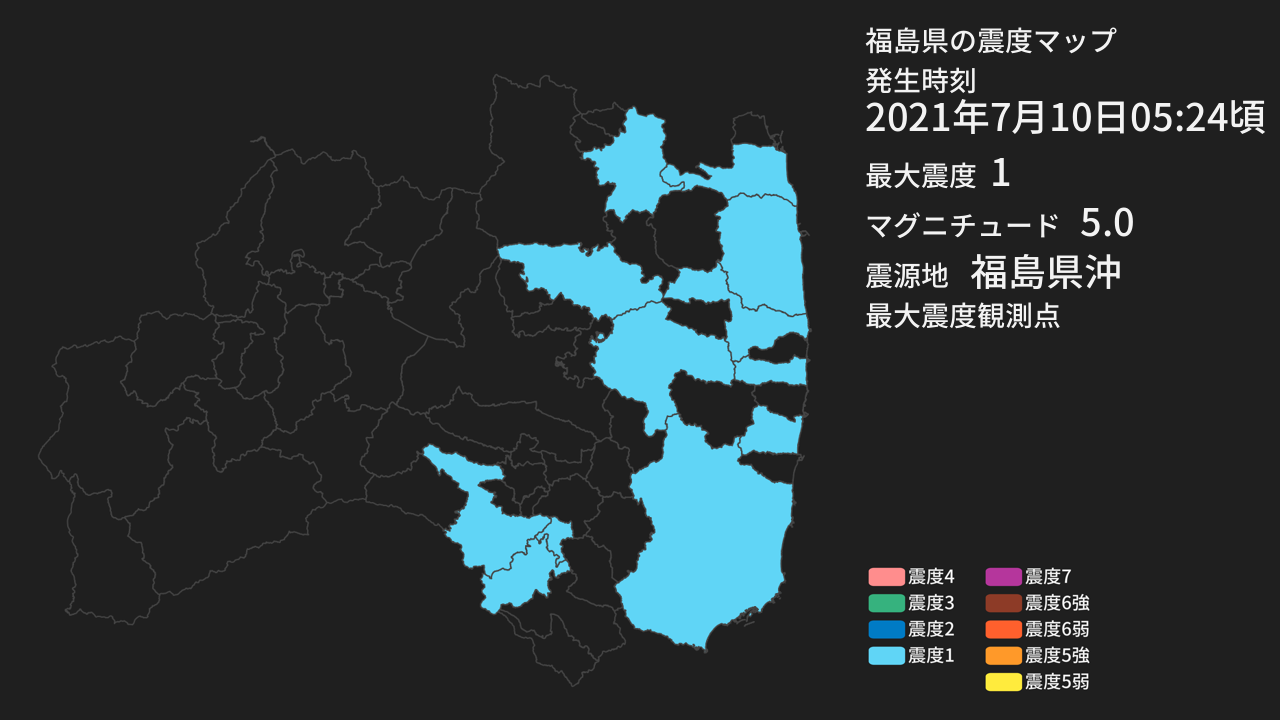 福島県の震度マップ
発生時刻
2021年7月10日05:24頃
最大震度 1
マグニチュード 5.0
震源地 福島県沖
最大震度観測点
震度4 震度7
震度3 震度6強
震度2 震度6弱
震度1 震度5強
震度5弱